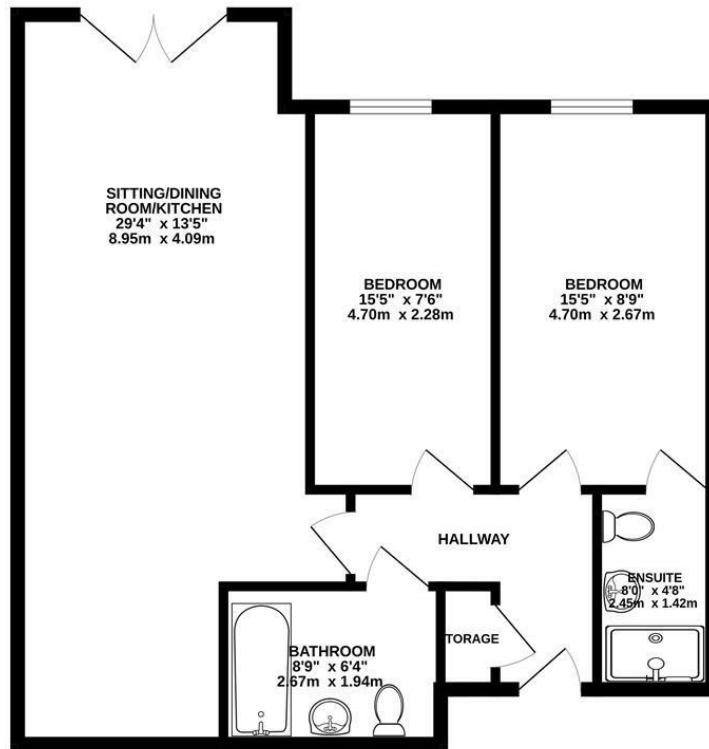 SITTING/DINING
ROOM/KITCHEN
29'4" x 13'5"
8.95m x 4.09m
BEDROOM
15'5" x 7'6"
4.70m x 2.28m
BEDROOM
15'5" x 8'9"
4.70m x 2.67m
HALLWAY
ENSUITE
8'0" x 4'8"
2.45m x 1.42m
TORAGE
BATHROOM
8'9" x 6'4"
2.67m x 1.94m